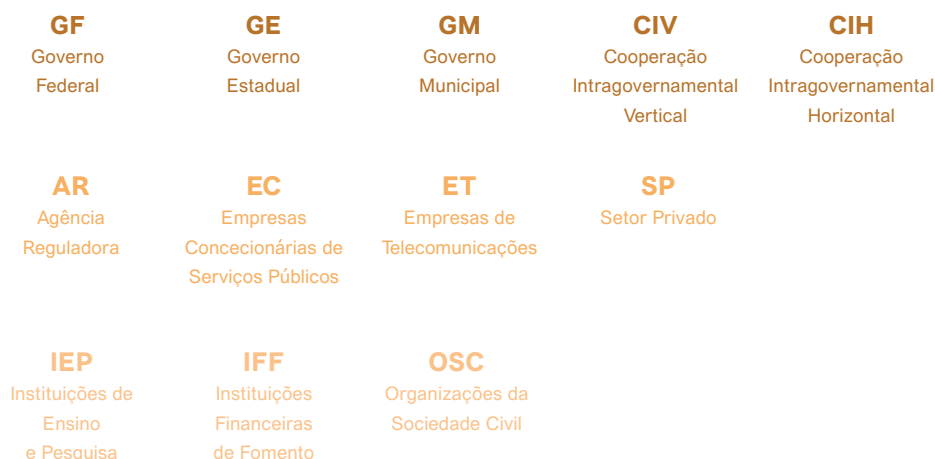 GF GE GM CIV CIH
Governo Governo Governo Cooperação Cooperação
Federal Estadual Municipal Intragovernamental Intragovernamental
Vertical Horizontal
AR EC ET SP
Agência Empresas Empresas de Setor Privado
Reguladora Concecionárias de Telecomunicações
Serviços Públicos
IEP IFF OSC
Instituições de Instituições Organizações da
Ensino Financeiras Sociedade Civil
e Pesquisa de Fomento